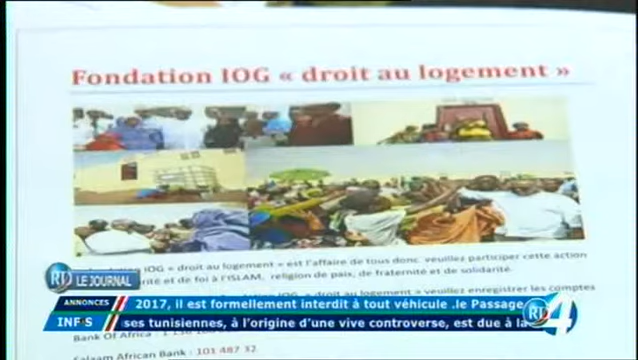 Fondation IOG « droit au logement »
IOG « droit au logement » est l'affaire de tous donc veuillez participer cette action
et de foi à l'ISLAM, religion de paix, de fraternité et de solidarité.
IOG « droit au logement » veuillez enregistrer les comptes
RTD LE JOURNAL
ANNONCES 2017, il est formellement interdit à tout véhicule .le Passage
INFOS ses tunisiennes, à l'origine d'une vive controverse, est due à la
RTD 4
Bank Of Africa :
Salaam African Bank : 101 487 32